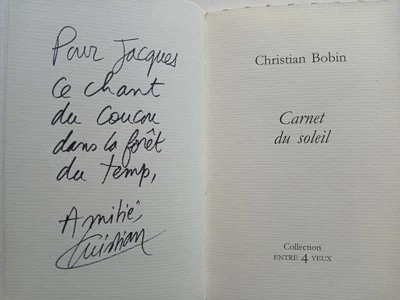 Pour Jacques
ce chant
du coucou
dans la forêt
du temps,
Amitié,
Christian
Christian Bobin
Carnet
du soleil
Collection
ENTRE 4 YEUX